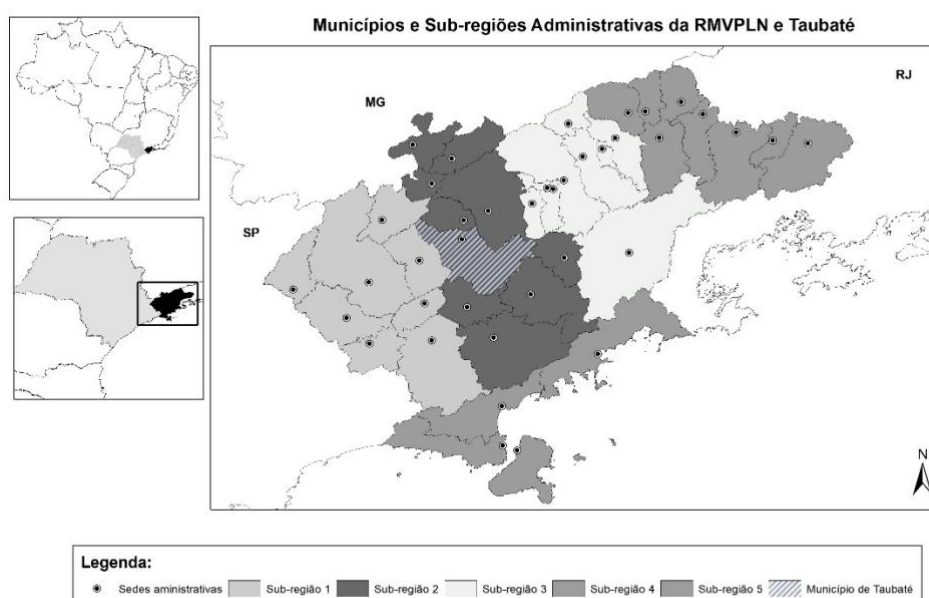 Municípios e Sub-regiões Administrativas da RMVPLN e Taubaté
RJ
MG
SP
N
Legenda:
Sedes aministrativas Sub-região 1 Sub-região 2 Sub-região 3 Sub-região 4 Sub-região 5 Município de Taubaté